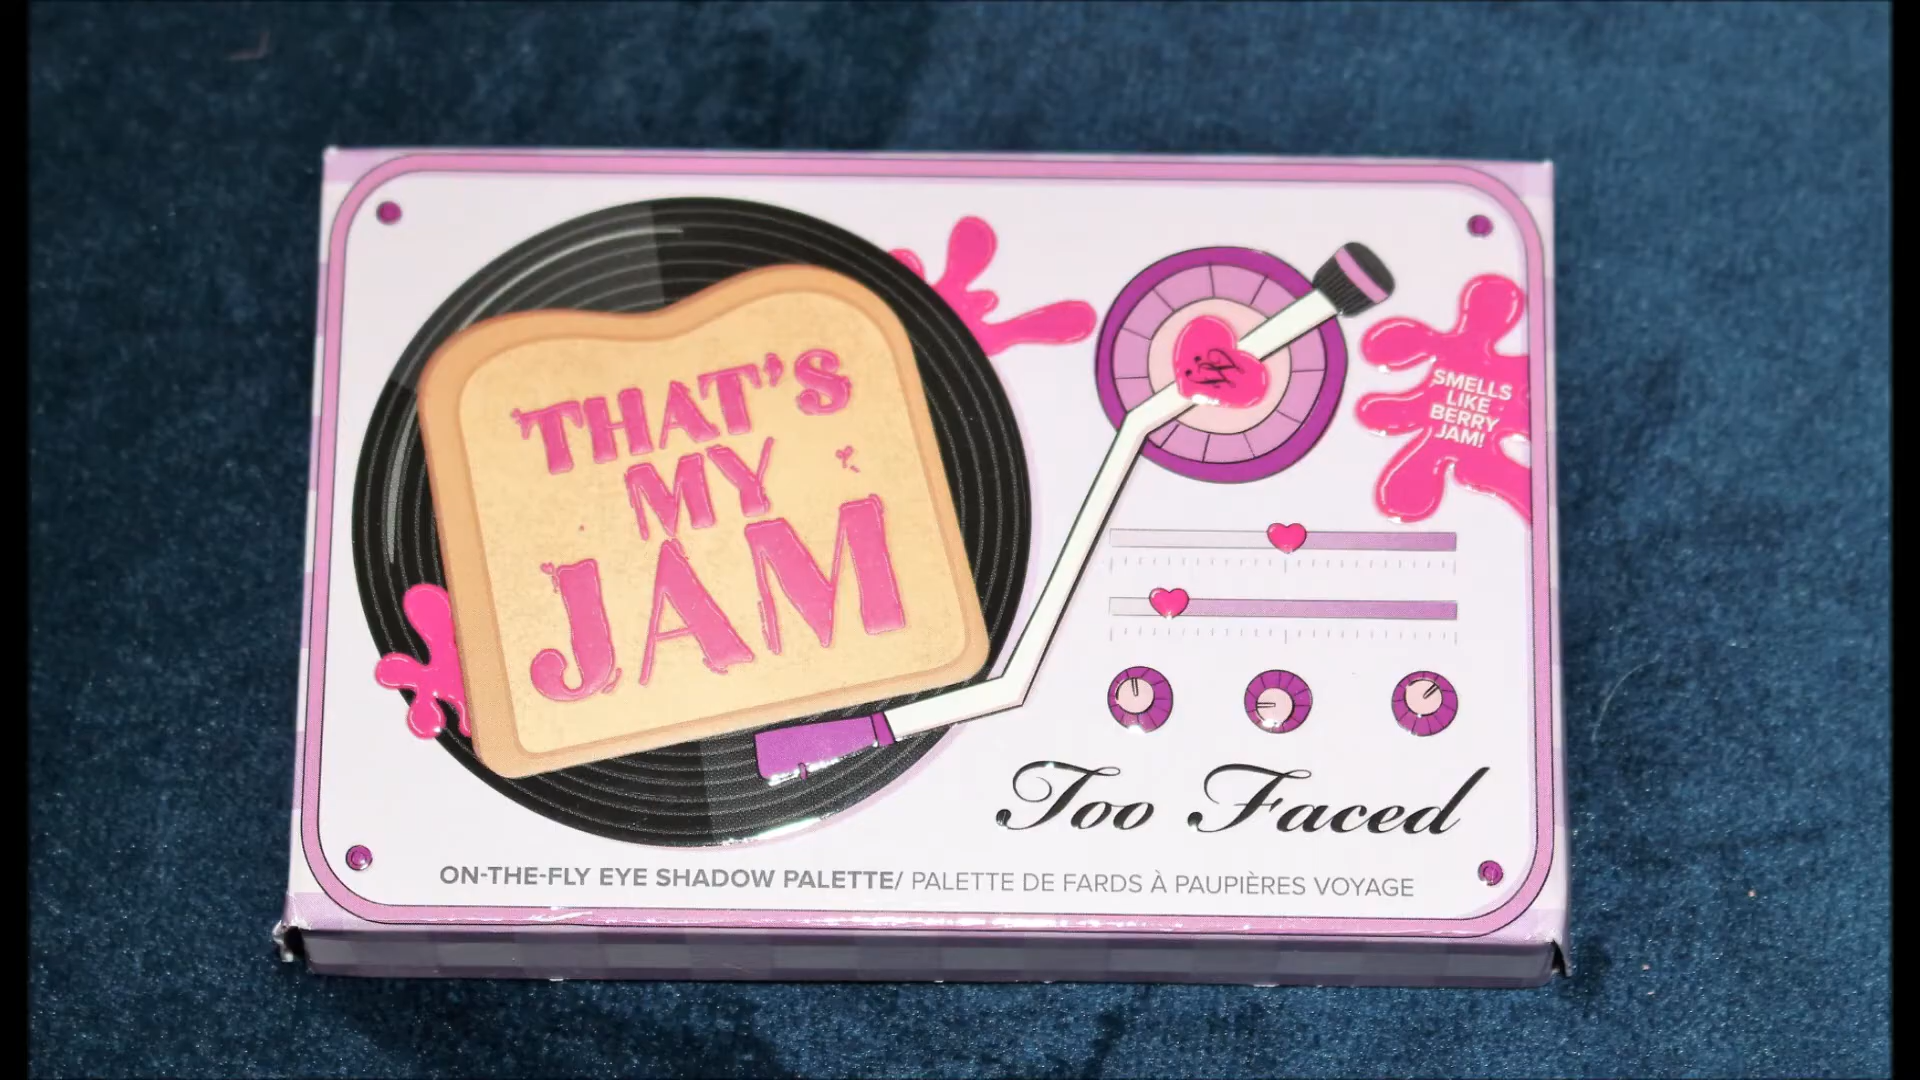 THAT'S
MY
JAM
SMELLS
LIKE
BERRY
JAM!
Too Faced
ON-THE-FLY EYE SHADOW PALETTE/ PALETTE DE FARDS À PAUPIÈRES VOYAGE